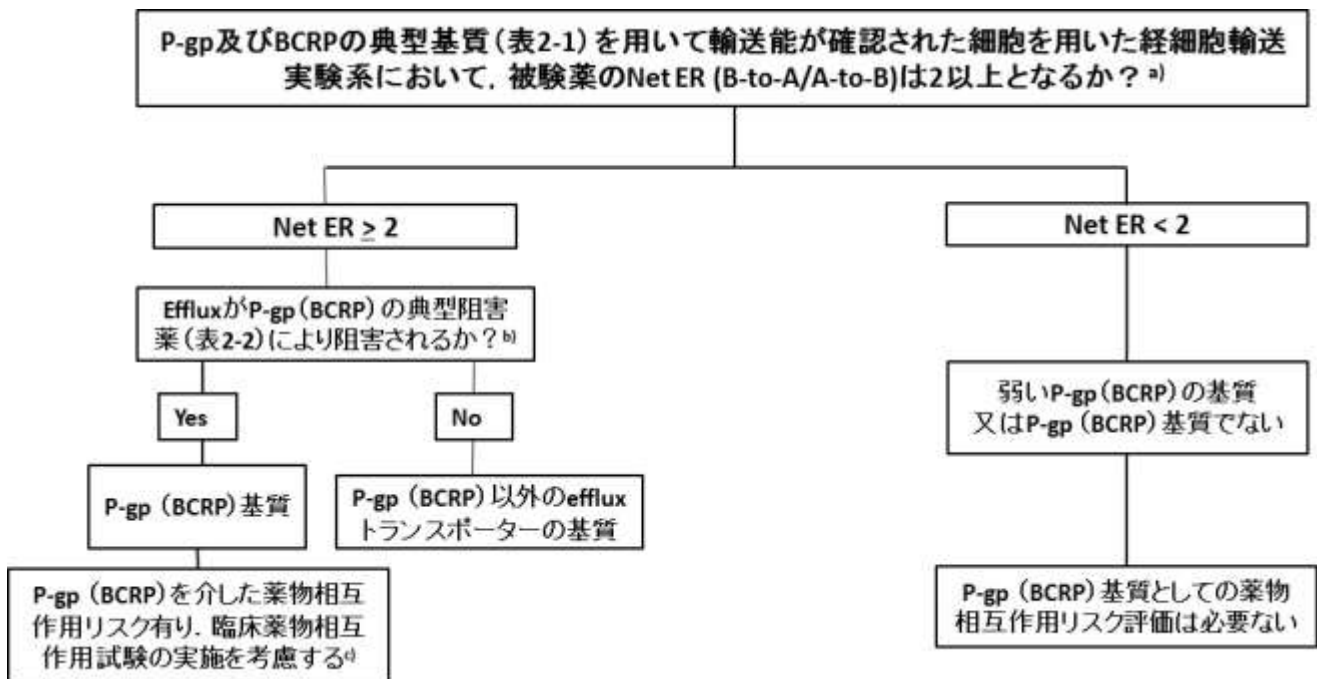 P-gp及びBCRPの典型基質（表2-1）を用いて輸送能が確認された細胞を用いた経細胞輸送
実験系において，被験薬のNet ER (B-to-A/A-to-B)は2以上となるか？ a)
Net ER ≥ 2
Net ER < 2
EffluxがP-gp（BCRP）の典型阻害
薬（表2-2）により阻害されるか？b)
Yes
No
弱いP-gp（BCRP）の基質
又はP-gp（BCRP）基質でない
P-gp（BCRP）基質
P-gp（BCRP）以外のefflux
トランスポーターの基質
P-gp（BCRP）を介した薬物相互
作用リスク有り，臨床薬物相互
作用試験の実施を考慮するc)
P-gp（BCRP）基質としての薬物
相互作用リスク評価は必要ない